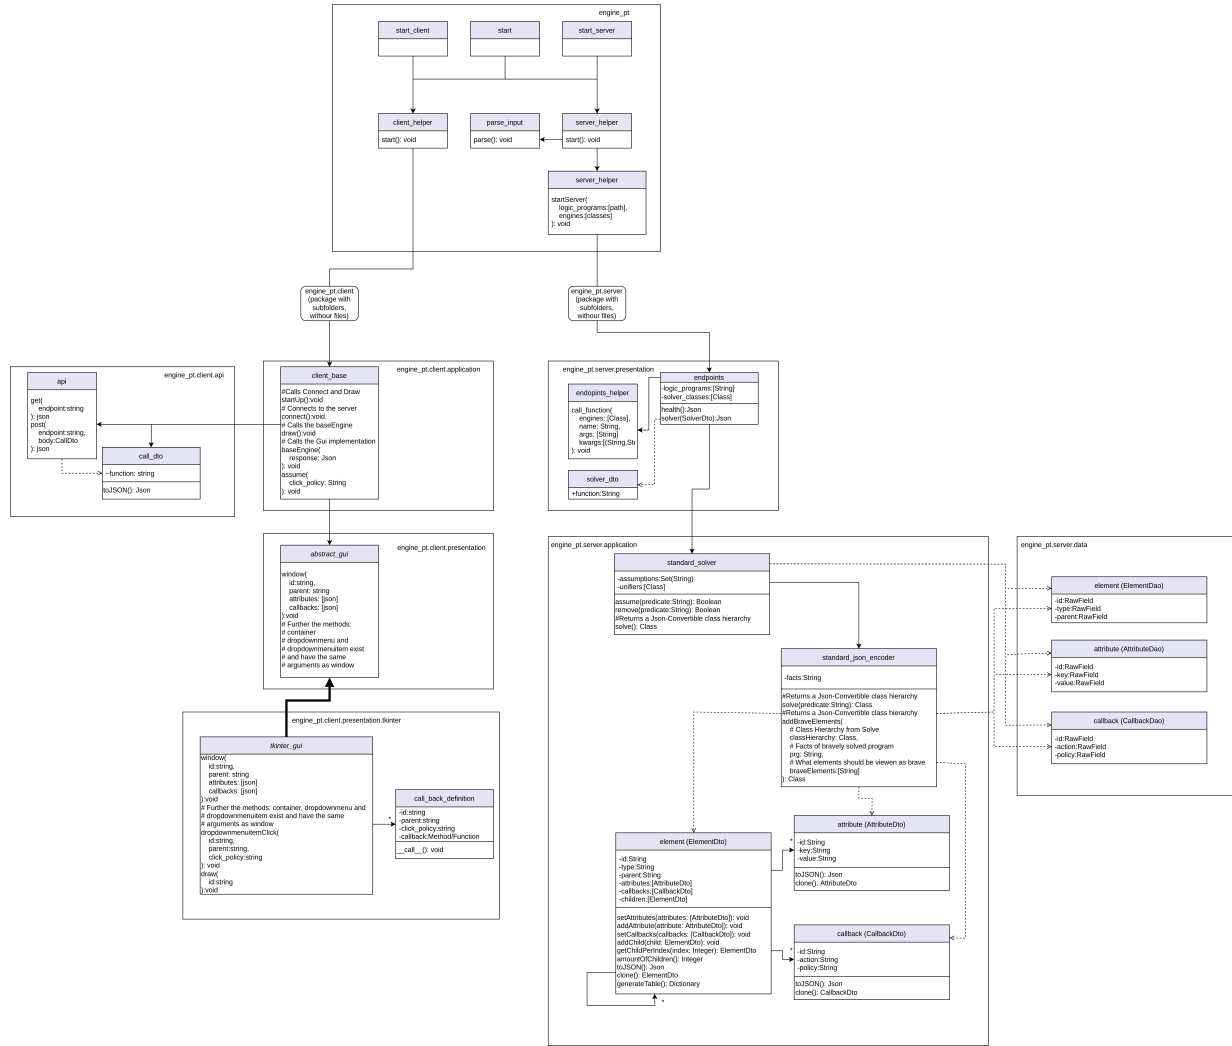 engine_pt
start_client
start
start_server
client_helper
start(): void
parse_input
parse(): void
server_helper
start(): void
server_helper
startServer(
logic_programs:[path],
engines:[classes]
): void
engine_pt.client
(package with
subfolders,
withour files)
engine_pt.server
(package with
subfolders,
withour files)
engine_pt.client.api
api
get(
endpoint:string
): json
post(
endpoint:string,
body:CallDto
): json
call_dto
~function: string
toJSON(): Json
engine_pt.client.application
client_base
#Calls Connect and Draw
startUp():void
# Connects to the server
connect():void
# Calls the baseEngine
draw():void
# Calls the Gui implementation
baseEngine(
response: Json
): void
assume(
click_policy: String
): void
engine_pt.server.presentation
endopints_helper
call_function(
engines: [Class],
name: String,
args: [String]
kwargs:[(String,Str
): void
endpoints
-logic_programs:[String]
-solver_classes:[Class]
health():Json
solver(SolverDto):Json
solver_dto
+function:String
engine_pt.client.presentation
abstract_gui
window(
id:string,
parent: string
attributes: [json]
callbacks: [json]
):void
# Further the methods:
# container
# dropdownmenu and
# dropdownmenuitem exist
# and have the same
# arguments as window
engine_pt.client.presentation.tkinter
tkinter_gui
window(
id:string,
parent: string
attributes: [json]
callbacks: [json]
):void
# Further the methods: container, dropdownmenu and
# dropdownmenuitem exist and have the same
# arguments as window
dropdownmenuitemClick(
id:string,
parent:string,
click_policy:string
): void
draw(
id:string
):void
*
call_back_definition
-id:string
-parent:string
-click_policy:string
-callback:Method/Function
__call__(): void
engine_pt.server.application
standard_solver
-assumptions:Set(String)
-unifiers:[Class]
assume(predicate:String): Boolean
remove(predicate:String): Boolean
#Returns a Json-Convertible class hierarchy
solve(): Class
standard_json_encoder
-facts:String
#Returns a Json-Convertible class hierarchy
solve(predicate:String): Class
#Returns a Json-Convertible class hierarchy
addBraveElements(
# Class Hierarchy from Solve
classHierarchy: Class,
# Facts of bravely solved program
prg: String,
# What elements should be viewen as brave
braveElements:[String]
): Class
element (ElementDto)
-id:String
-type:String
-parent:String
-attributes:[AttributeDto]
-callbacks:[CallbackDto]
-children:[ElementDto]
setAttributes(attributes: [AttributeDto]): void
addAttribute(attribute: AttributeDto]): void
setCallbacks(callbacks: [CallbackDto]): void
addChild(child: ElementDto): void
getChildPerIndex(index: Integer): ElementDto
amountOfChildren(): Integer
toJSON(): Json
clone(): ElementDto
generateTable(): Dictionary
*
*
attribute (AttributeDto)
-id:String
-key:String
-value:String
toJSON(): Json
clone(): AttributeDto
*
callback (CallbackDto)
-id:String
-action:String
-policy:String
toJSON(): Json
clone(): CallbackDto
engine_pt.server.data
element (ElementDao)
-id:RawField
-type:RawField
-parent:RawField
attribute (AttributeDao)
-id:RawField
-key:RawField
-value:RawField
callback (CallbackDao)
-id:RawField
-action:RawField
-policy:RawField